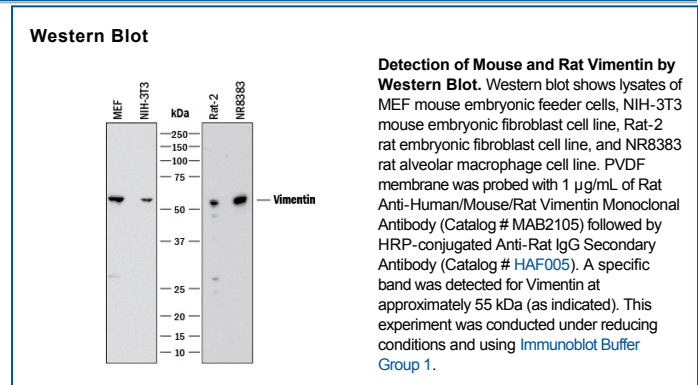 Western Blot
MEF
NIH-3T3
kDa
Rat-2
NR8383
250
150
100
75
50
37
25
20
15
10
Vimentin
Detection of Mouse and Rat Vimentin by
Western Blot. Western blot shows lysates of
MEF mouse embryonic feeder cells, NIH-3T3
mouse embryonic fibroblast cell line, Rat-2
rat embryonic fibroblast cell line, and NR8383
rat alveolar macrophage cell line. PVDF
membrane was probed with 1 µg/mL of Rat
Anti-Human/Mouse/Rat Vimentin Monoclonal
Antibody (Catalog # MAB2105) followed by
HRP-conjugated Anti-Rat IgG Secondary
Antibody (Catalog # HAF005). A specific
band was detected for Vimentin at
approximately 55 kDa (as indicated). This
experiment was conducted under reducing
conditions and using Immunoblot Buffer
Group 1.